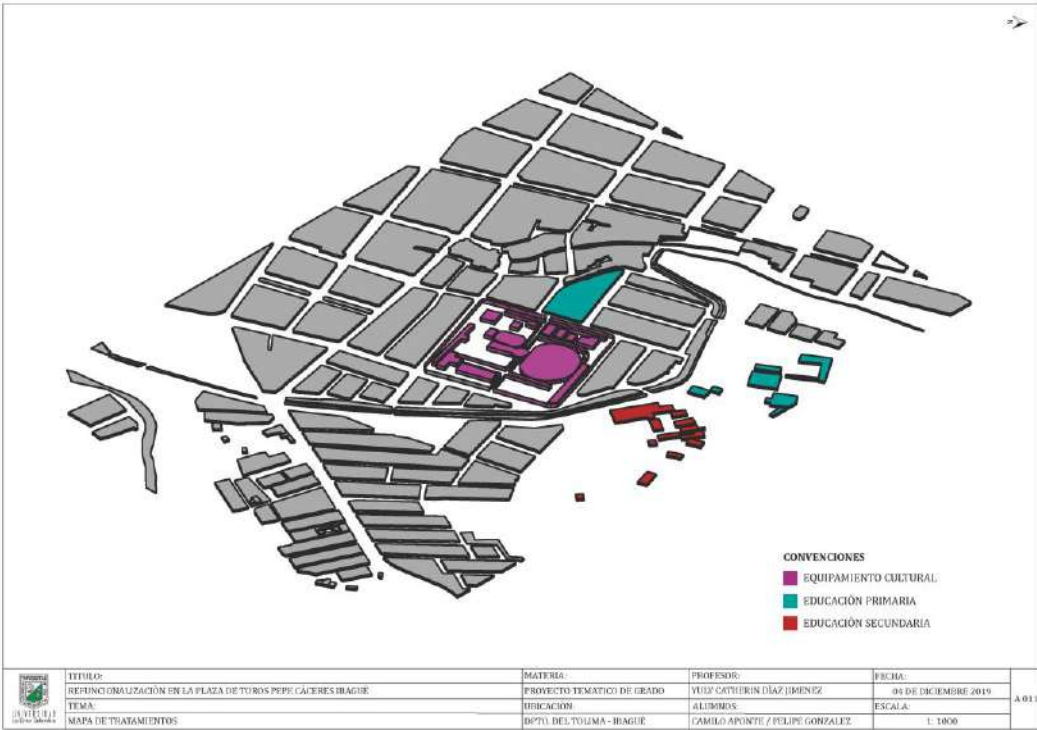 CONVENCIONES
EQUIPAMIENTO CULTURAL
EDUCACIÓN PRIMARIA
EDUCACIÓN SECUNDARIA
TITULO:
REFUNCIONALIZACIÓN EN LA PLAZA DE TOROS PEPE CÁCERES IBAGUÉ
TEMA:
MAPA DE TRATAMIENTOS
MATERIA:
PROYECTO TEMATICO DE GRADO
UBICACIÓN
DPTO. DEL TOLIMA - IBAGUÉ
PROFESOR:
YULY CATHERIN DÍAZ JIMENEZ
ALUMNOS:
CAMILO APONTE / FELIPE GONZALEZ
FECHA:
04 DE DICIEMBRE 2019
ESCALA:
1: 1000
UNIVERSIDAD